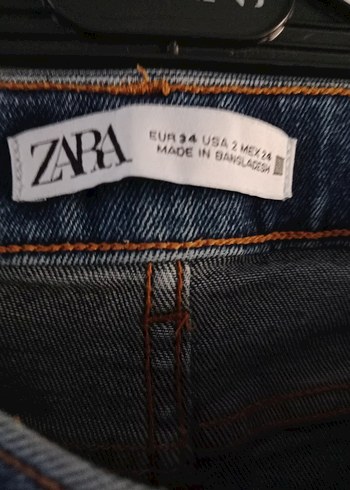 ZARA
EUR 34 USA 2 MEX 24
MADE IN BANGLADESH